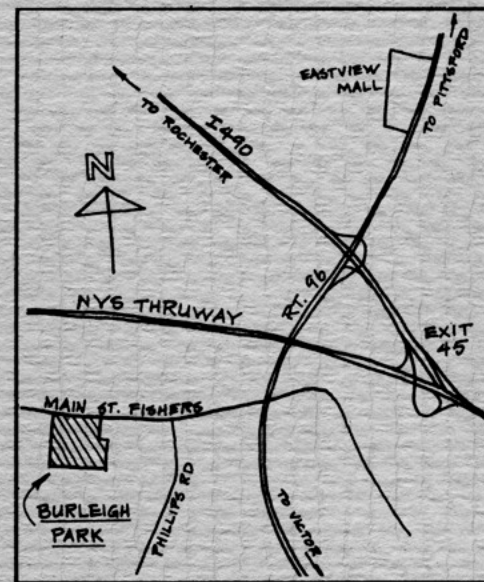 EASTVIEW
MALL
TO PITTSFORD
I490
TO ROCHESTER
N
RT. 96
NYS THRUWAY
EXIT
45
MAIN ST. FISHERS
BURLEIGH
PARK
PHILLIPS RD
TO VICTOR